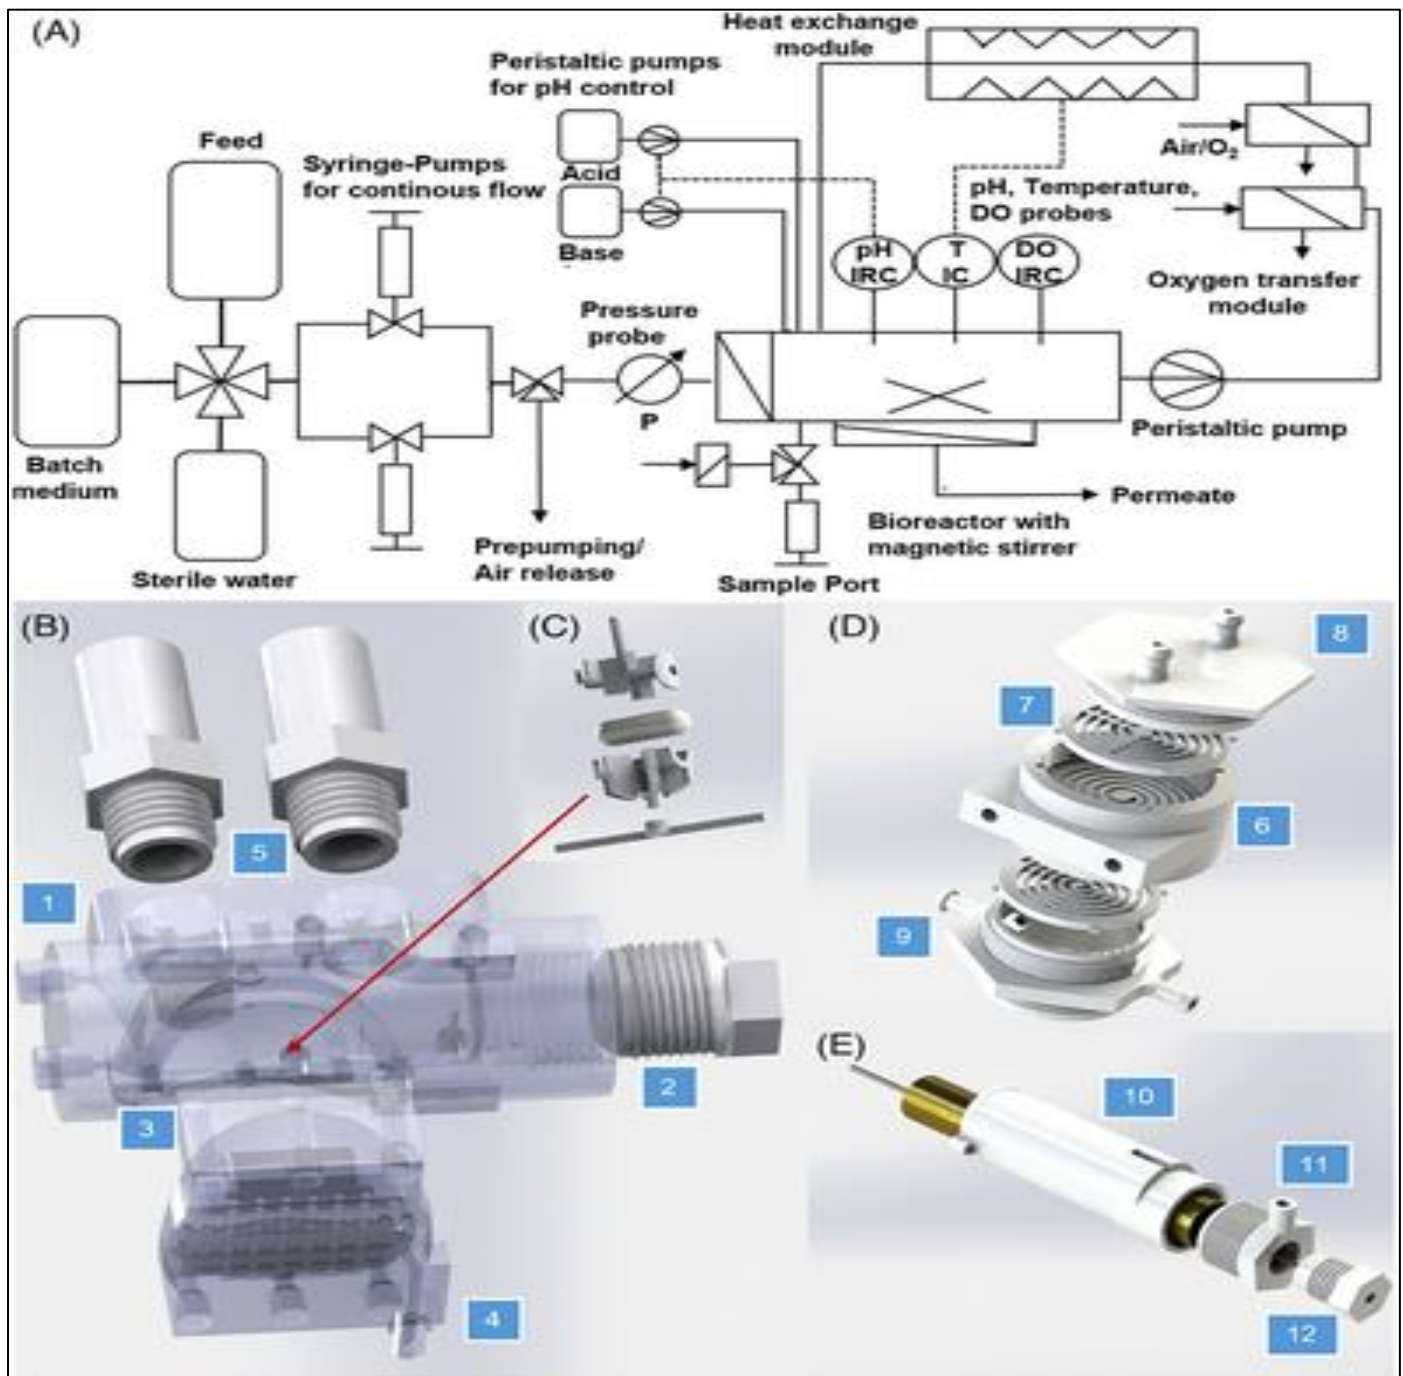 (A)
Heat exchange
module
Peristaltic pumps
for pH control
Feed
Syringe-Pumps
for continous flow
Acid
Base
Air/O2
pH, Temperature,
DO probes
pH
IRC
T
IC
DO
IRC
Oxygen transfer
module
Pressure
probe
P
Batch
medium
Peristaltic pump
Permeate
Bioreactor with
magnetic stirrer
Prepumping/
Air release
Sterile water
Sample Port
(B)
(C)
(D)
8
7
6
5
1
9
2
3
4
(E)
10
11
12